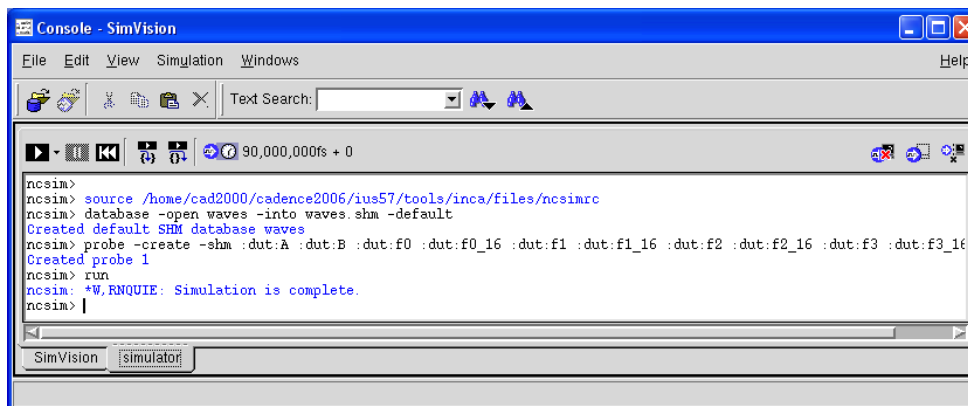 Console - SimVision
File Edit View Simulation Windows Help
Text Search:
90,000,000fs + 0
ncsim>
ncsim> source /home/cad2000/cadence2006/ius57/tools/inca/files/ncsimrc
ncsim> database -open waves -into waves.shm -default
Created default SHM database waves
ncsim> probe -create -shm :dut:A :dut:B :dut:f0 :dut:f0_16 :dut:f1 :dut:f1_16 :dut:f2 :dut:f2_16 :dut:f3 :dut:f3_16
Created probe 1
ncsim> run
ncsim: *W,RNQUIE: Simulation is complete.
ncsim>
SimVision simulator